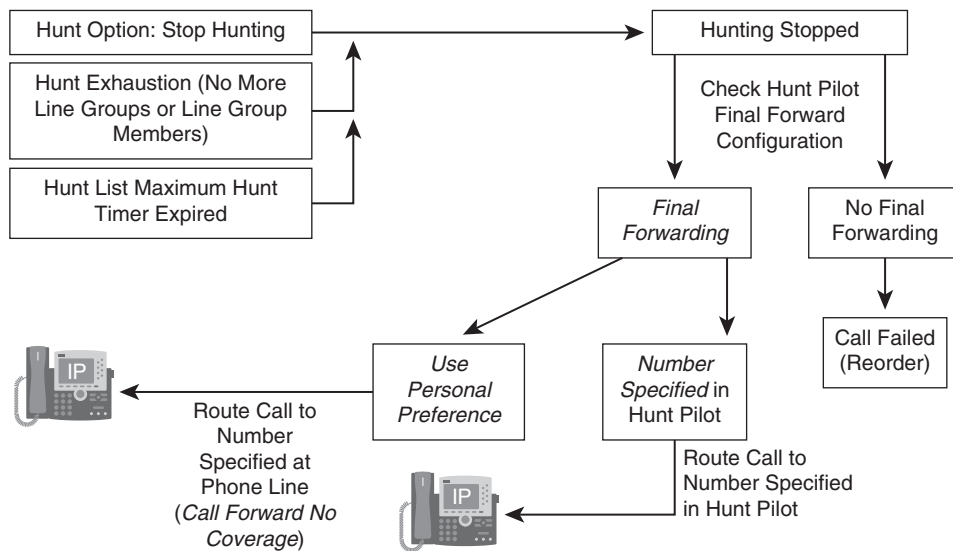 Hunt Option: Stop Hunting
Hunting Stopped
Hunt Exhaustion (No More
Line Groups or Line Group
Members)
Check Hunt Pilot
Final Forward
Configuration
Hunt List Maximum Hunt
Timer Expired
Final
Forwarding
No Final
Forwarding
Call Failed
(Reorder)
Use
Personal
Preference
Number
Specified in
Hunt Pilot
IP
Route Call to
Number
Specified at
Phone Line
(Call Forward No
Coverage)
Route Call to
Number Specified
in Hunt Pilot
IP